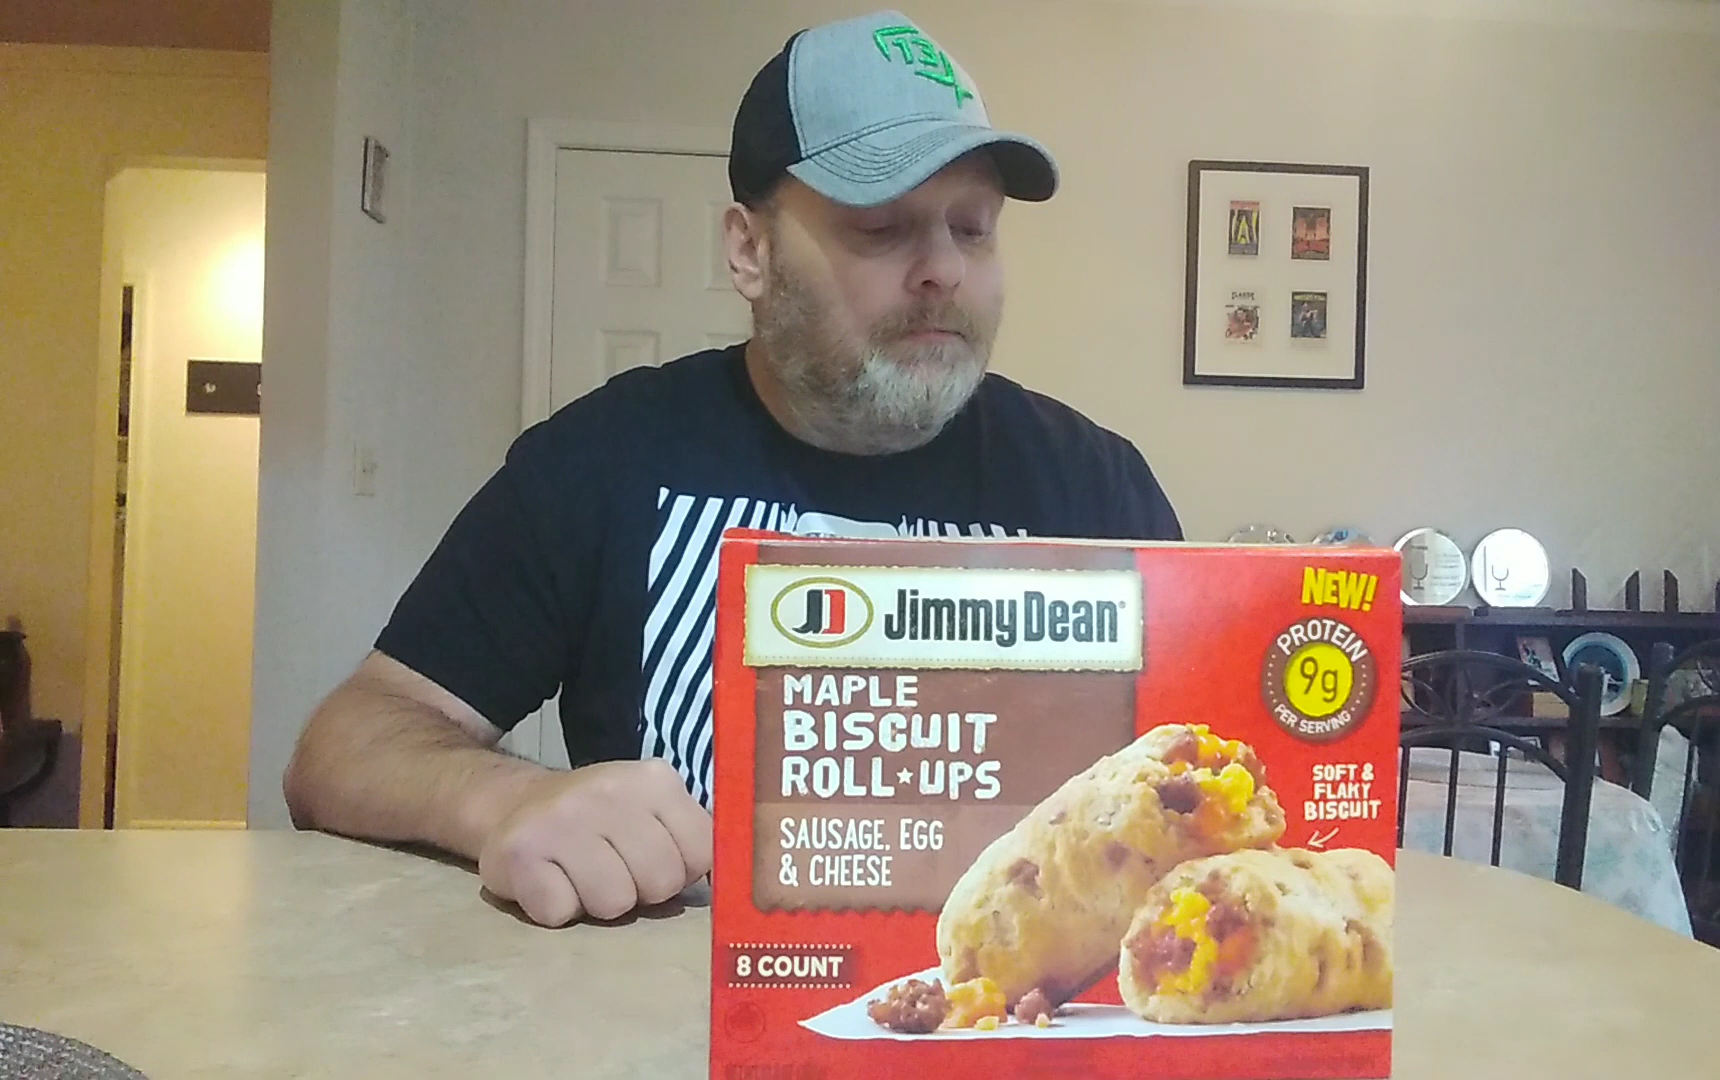 JD Jimmy Dean
MAPLE
BISCUIT
ROLL★UPS
SAUSAGE, EGG
& CHEESE
8 COUNT
NEW!
PROTEIN
9g
PER SERVING
SOFT &
FLAKY
BISCUIT